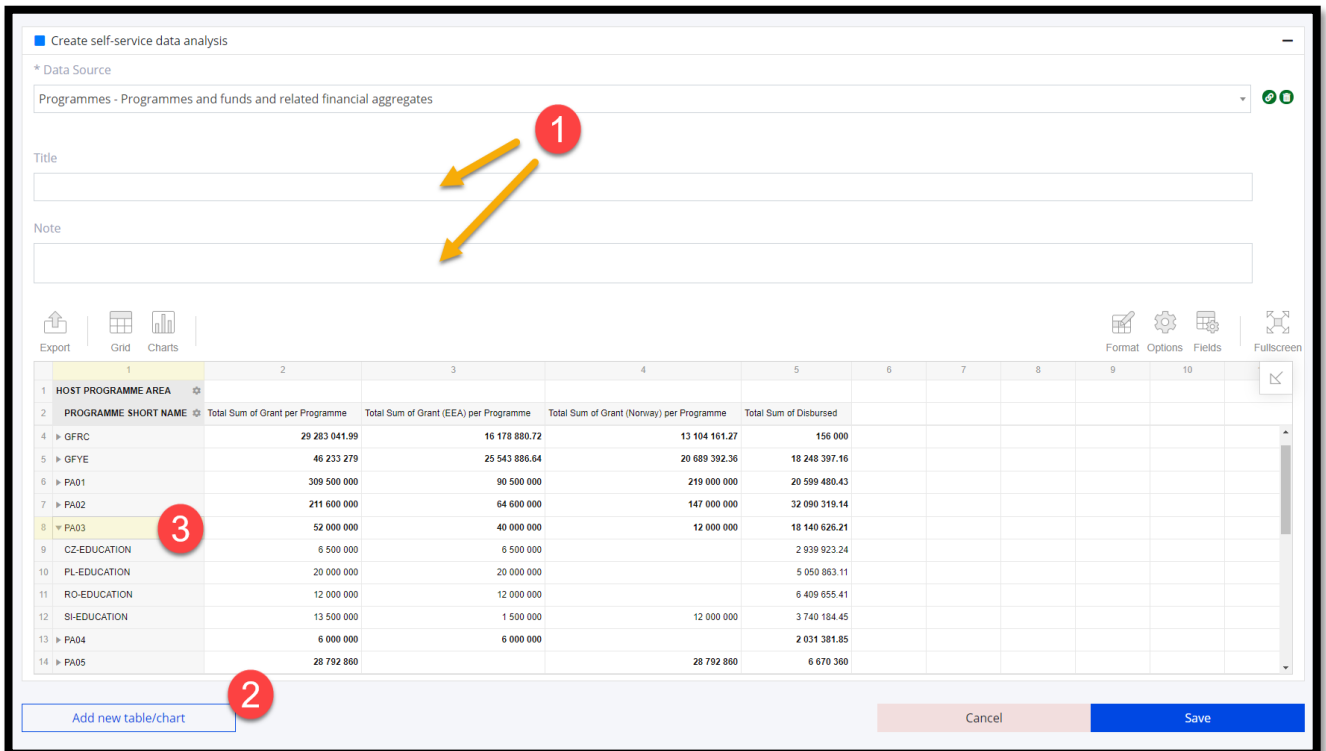 Create self-service data analysis
* Data Source
Programmes - Programmes and funds and related financial aggregates
1
Title
Note
Export Grid Charts Format Options Fields Fullscreen
1 2 3 4 5 6 7 8 9 10
1 HOST PROGRAMME AREA
2 PROGRAMME SHORT NAME Total Sum of Grant per Programme Total Sum of Grant (EEA) per Programme Total Sum of Grant (Norway) per Programme Total Sum of Disbursed
4 GFRC 29 283 041.99 16 178 880.72 13 104 161.27 156 000
5 GFYE 46 233 279 25 543 886.64 20 689 392.36 18 248 397.16
6 PA01 309 500 000 90 500 000 219 000 000 20 599 480.43
7 PA02 211 600 000 64 600 000 147 000 000 32 090 319.14
8 PA03 3 52 000 000 40 000 000 12 000 000 18 140 626.21
9 CZ-EDUCATION 6 500 000 6 500 000 2 939 923.24
10 PL-EDUCATION 20 000 000 20 000 000 5 050 863.11
11 RO-EDUCATION 12 000 000 12 000 000 6 409 655.41
12 SI-EDUCATION 13 500 000 1 500 000 12 000 000 3 740 184.45
13 PA04 6 000 000 6 000 000 2 031 381.85
14 PA05 28 792 860 28 792 860 6 670 360
2
Add new table/chart Cancel Save